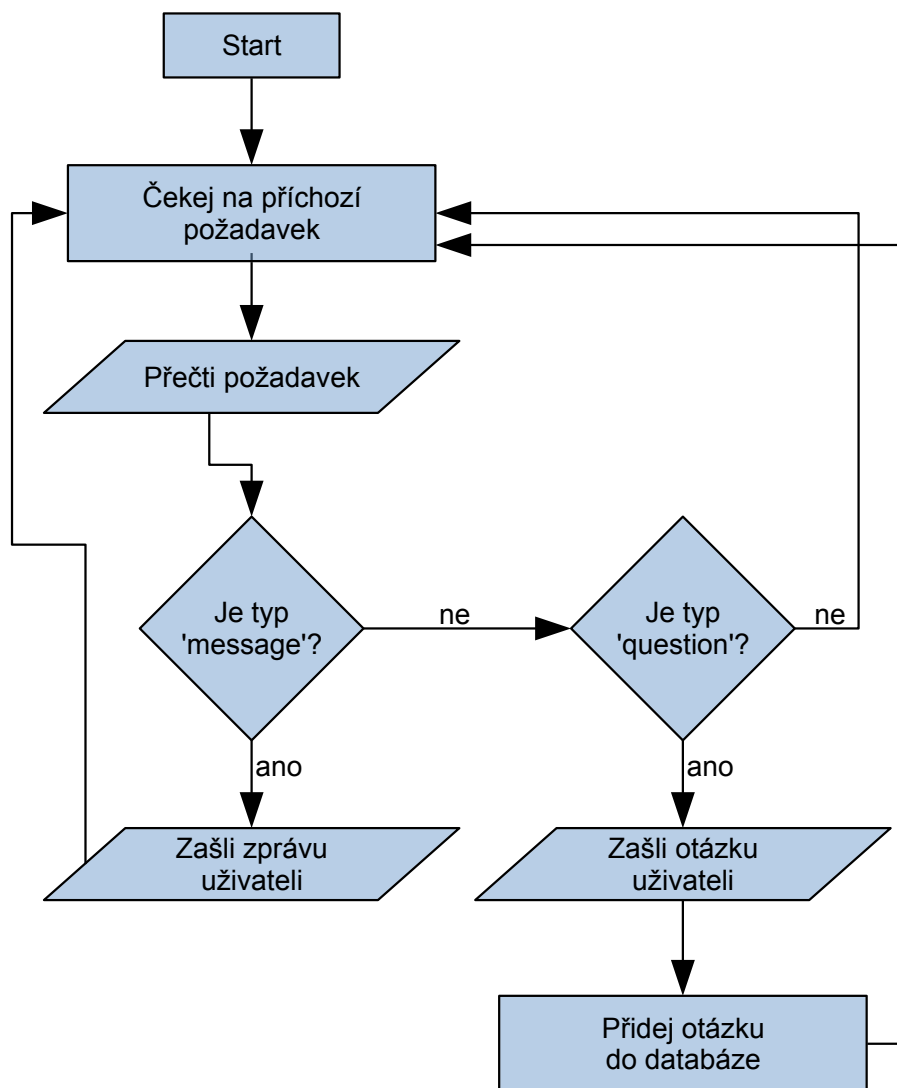 Start
Čekej na příchozí
požadavek
Přečti požadavek
Je typ
'message'?
ne
Je typ
'question'?
ne
ano
ano
Zašli zprávu
uživateli
Zašli otázku
uživateli
Přidej otázku
do databáze